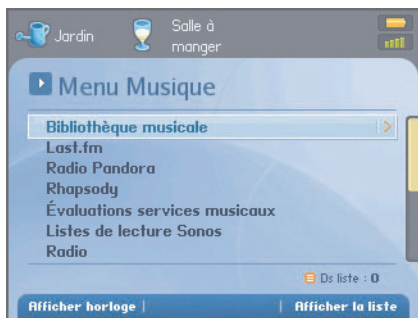 Jardin
Salle à
manger
Menu Musique
Bibliothèque musicale
Last.fm
Radio Pandora
Rhapsody
Évaluations services musicaux
Listes de lecture Sonos
Radio
Ds liste : 0
Afficher horloge
Afficher la liste